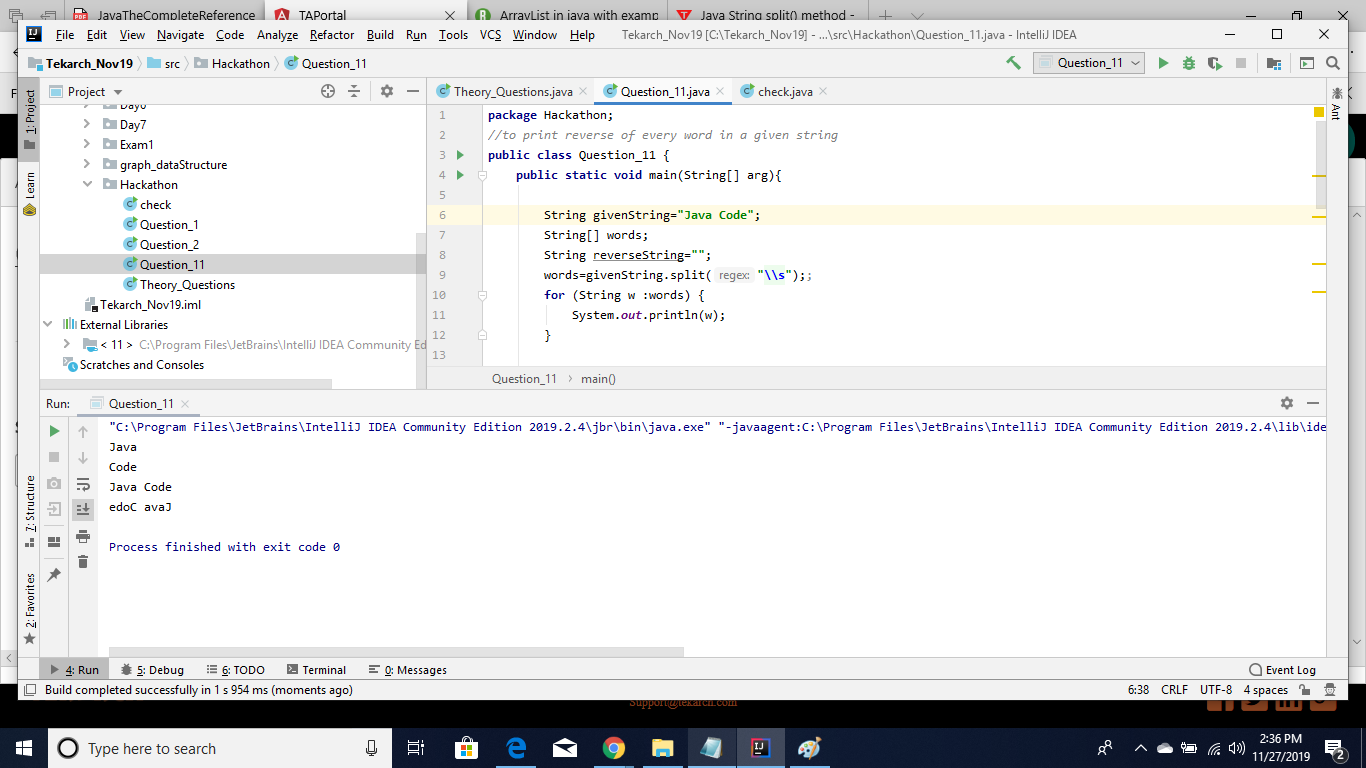 JavaTheCompleteReference
TAPortal
ArrayList in java with examp
Java String split() method -
File Edit View Navigate Code Analyze Refactor Build Run Tools VCS Window Help
Tekarch_Nov19 [C:\Tekarch_Nov19] - ...\src\Hackathon\Question_11.java - IntelliJ IDEA
Tekarch_Nov19 src Hackathon Question_11
Question_11
1: Project
Learn
7: Structure
2: Favorites
Ant
Project
Day6
Day7
Exam1
graph_dataStructure
Hackathon
check
Question_1
Question_2
Question_11
Theory_Questions
Tekarch_Nov19.iml
External Libraries
< 11 > C:\Program Files\JetBrains\IntelliJ IDEA Community Ed
Scratches and Consoles
Theory_Questions.java Question_11.java check.java
1 package Hackathon;
2 //to print reverse of every word in a given string
3 public class Question_11 {
4 public static void main(String[] arg){
5
6 String givenString="Java Code";
7 String[] words;
8 String reverseString="";
9 words=givenString.split( regex: "\\s");;
10 for (String w :words) {
11 System.out.println(w);
12 }
13
Question_11 main()
Run: Question_11
"C:\Program Files\JetBrains\IntelliJ IDEA Community Edition 2019.2.4\jbr\bin\java.exe" "-javaagent:C:\Program Files\JetBrains\IntelliJ IDEA Community Edition 2019.2.4\lib\ide
Java
Code
Java Code
edoC avaJ
Process finished with exit code 0
4: Run 5: Debug 6: TODO Terminal 0: Messages
Event Log
Build completed successfully in 1 s 954 ms (moments ago)
6:38 CRLF UTF-8 4 spaces
Support@tekarch.com
Type here to search
2:36 PM
11/27/2019
2